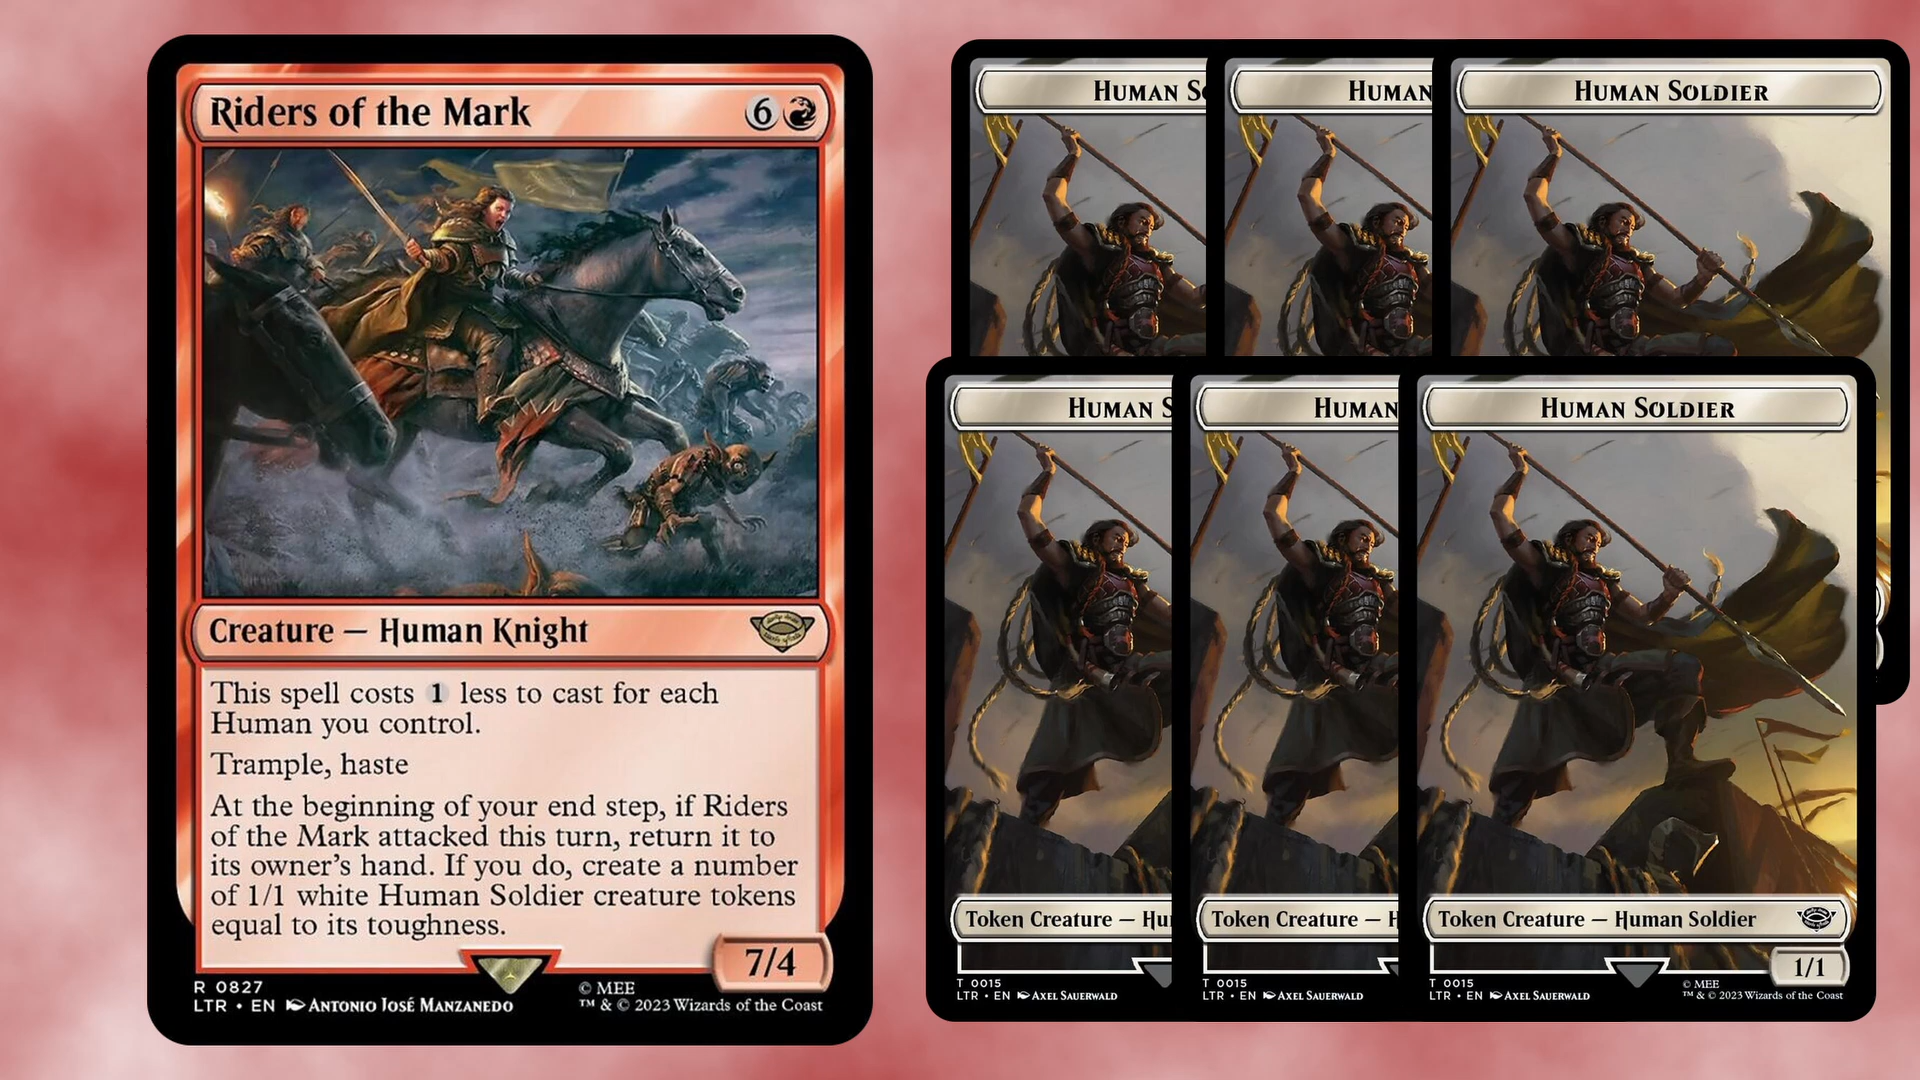 Riders of the Mark 6
Creature — Human Knight
This spell costs 1 less to cast for each
Human you control.
Trample, haste
At the beginning of your end step, if Riders
of the Mark attacked this turn, return it to
its owner's hand. If you do, create a number
of 1/1 white Human Soldier creature tokens
equal to its toughness.
7/4
R 0827
LTR • EN Antonio José Manzanedo
© MEE
™ & © 2023 Wizards of the Coast
Human S
Human
Human Soldier
Human S
Human
Human Soldier
Token Creature — Hu
T 0015
LTR • EN Axel Sauerwald
Token Creature — H
T 0015
LTR • EN Axel Sauerwald
Token Creature — Human Soldier
1/1
T 0015
LTR • EN Axel Sauerwald
© MEE
™ & © 2023 Wizards of the Coast